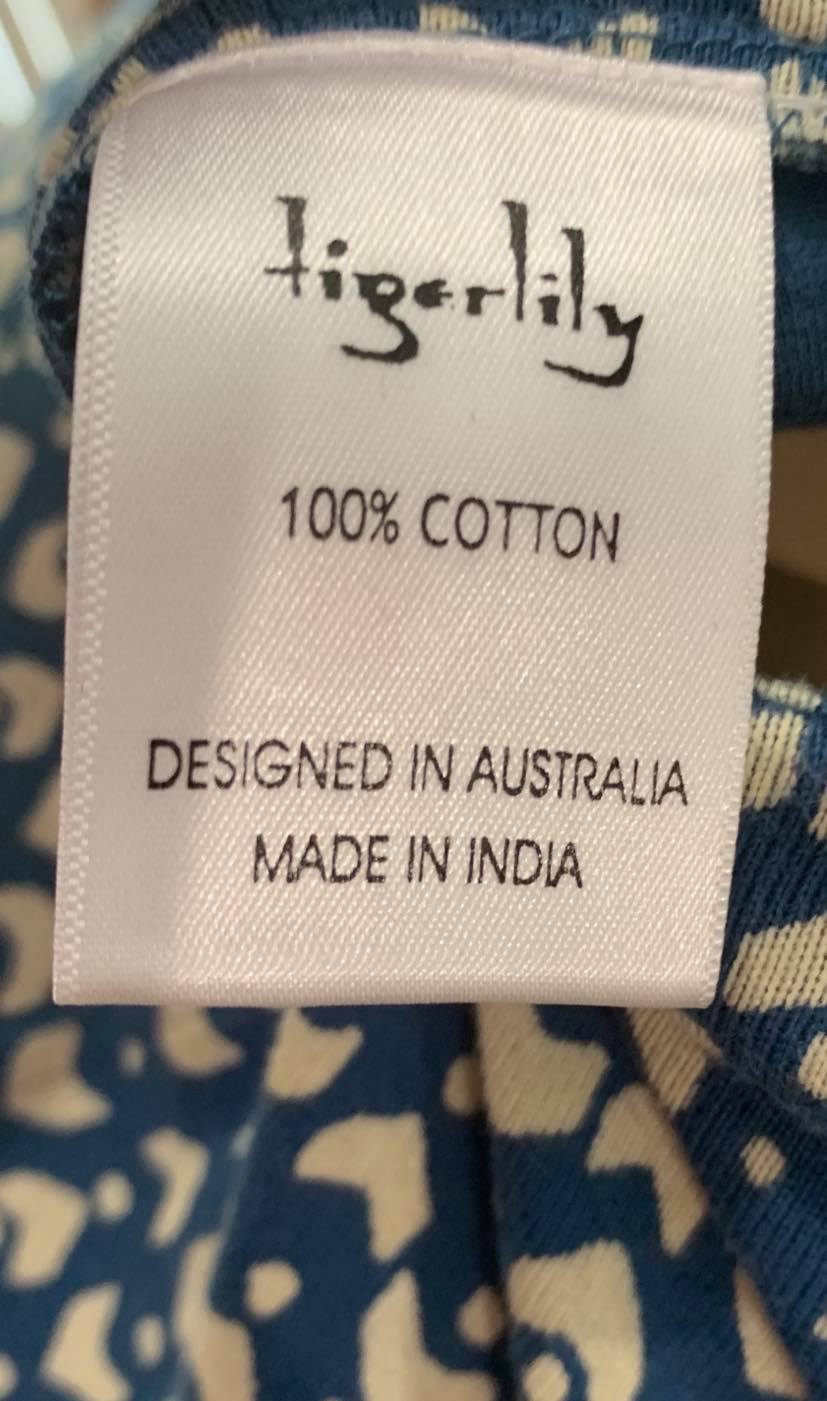 tigerlily
100% COTTON
DESIGNED IN AUSTRALIA
MADE IN INDIA